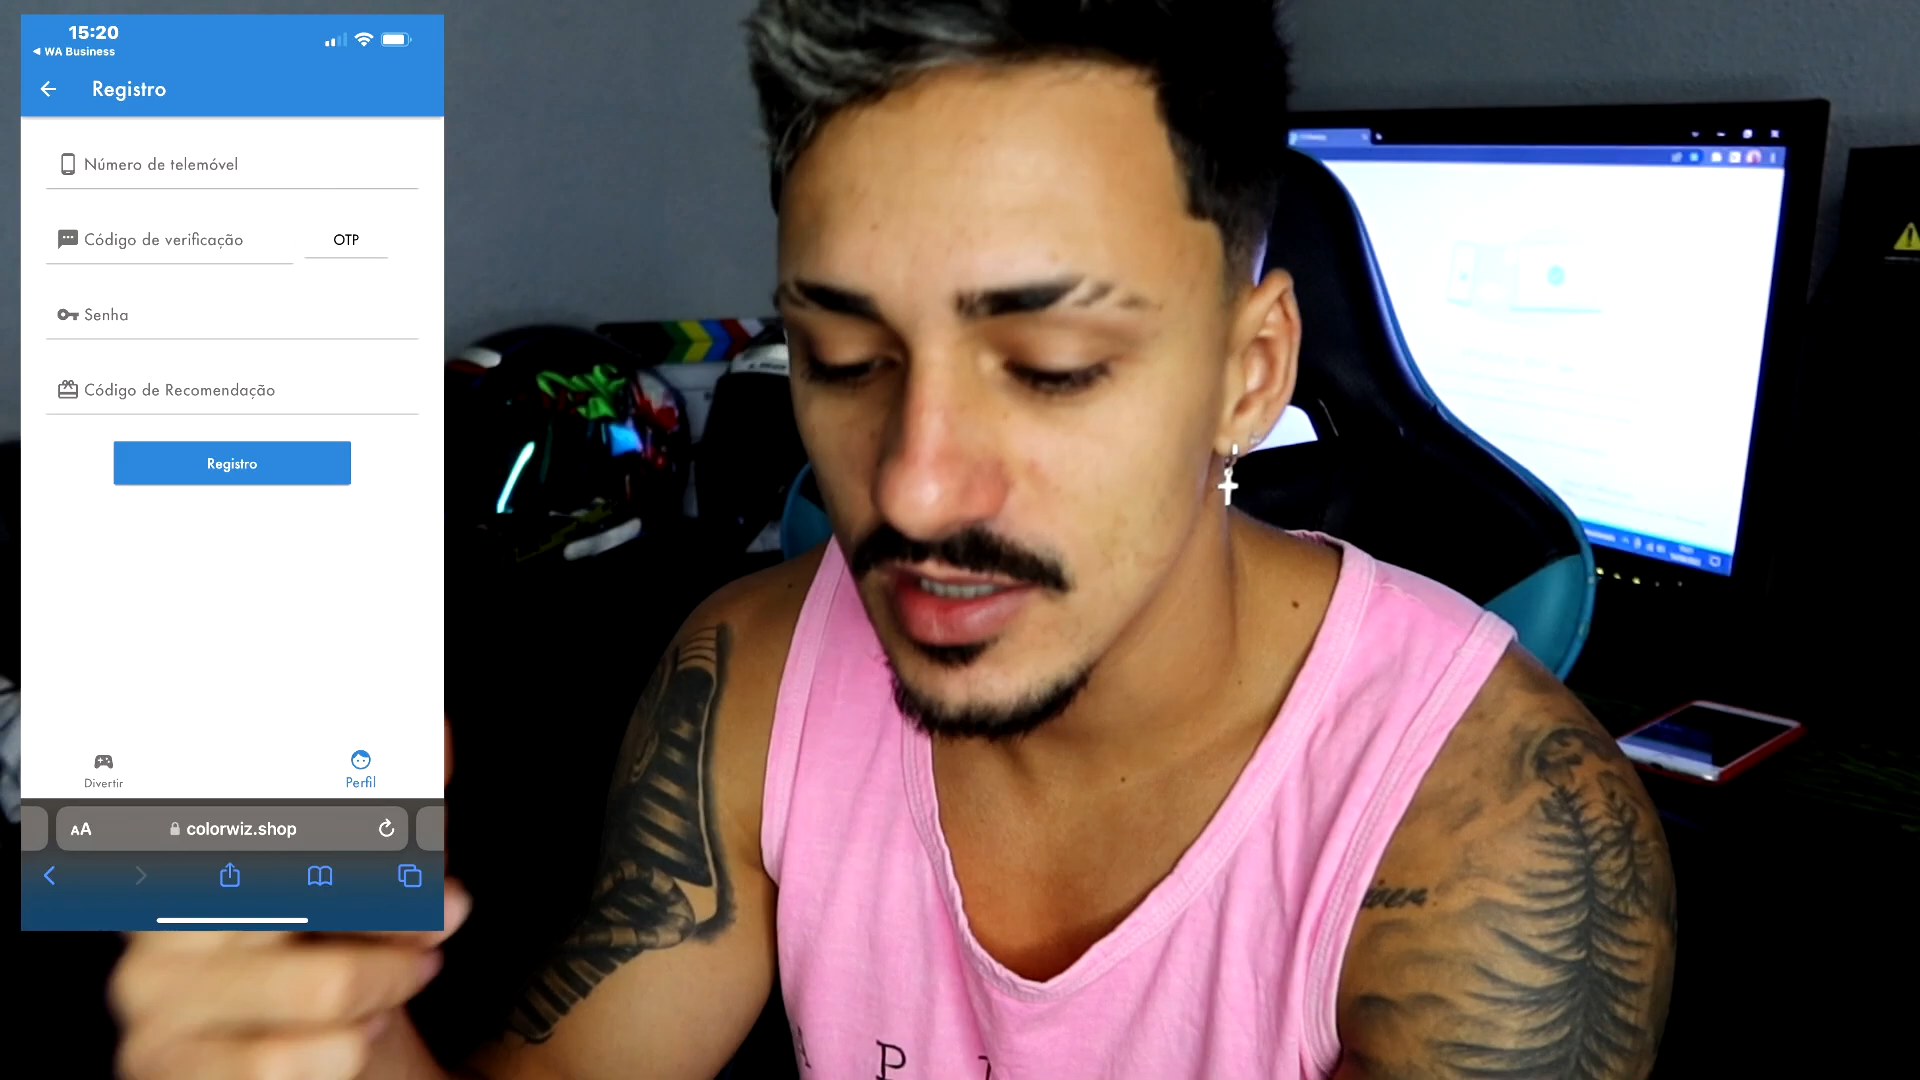 15:20
◀ WA Business
Registro
Número de telemóvel
Código de verificação
OTP
Senha
Código de Recomendação
Registro
Divertir
Perfil
AA
colorwiz.shop
A P